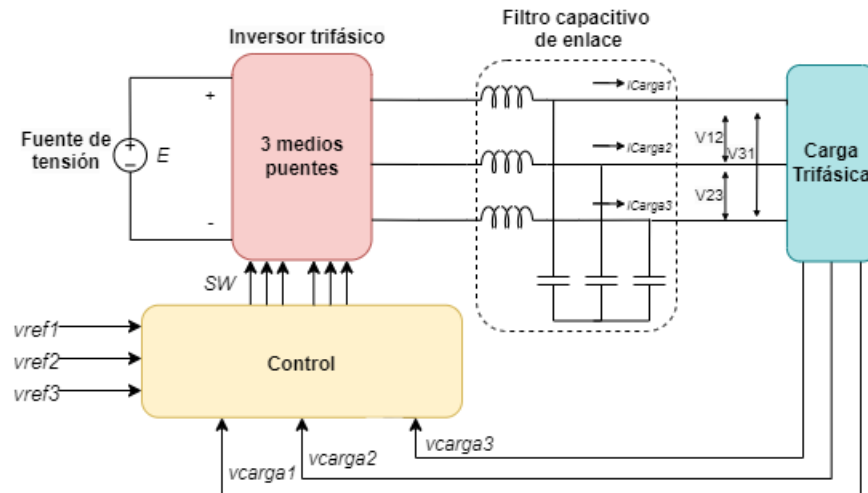 Filtro capacitivo
de enlace
Inversor trifásico
Fuente de
tensión
+
−
E
+
-
3 medios
puentes
iCarga1
iCarga2
iCarga3
V12
V31
V23
Carga
Trifásica
SW
vref1
vref2
vref3
Control
vcarga1
vcarga2
vcarga3